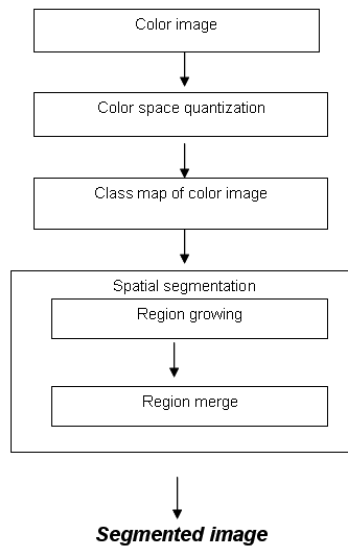 Color image
Color space quantization
Class map of color image
Spatial segmentation
Region growing
Region merge
Segmented image